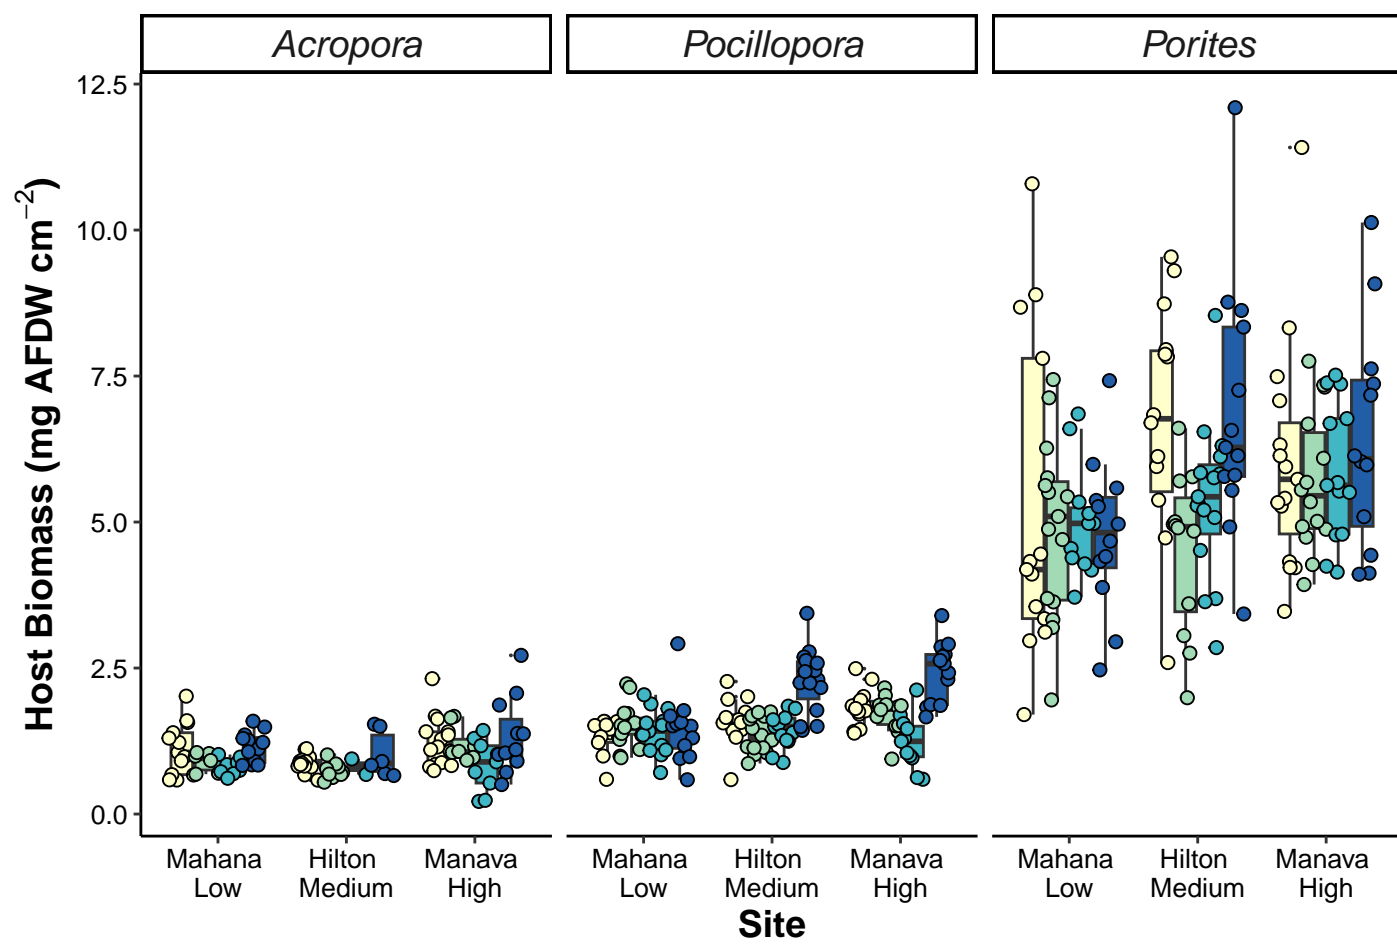 Acropora
Pocillopora
Porites
Host Biomass (mg AFDW cm⁻²)
12.5
10.0
7.5
5.0
2.5
0.0
Mahana Low
Hilton Medium
Manava High
Mahana Low
Hilton Medium
Manava High
Mahana Low
Hilton Medium
Manava High
Site